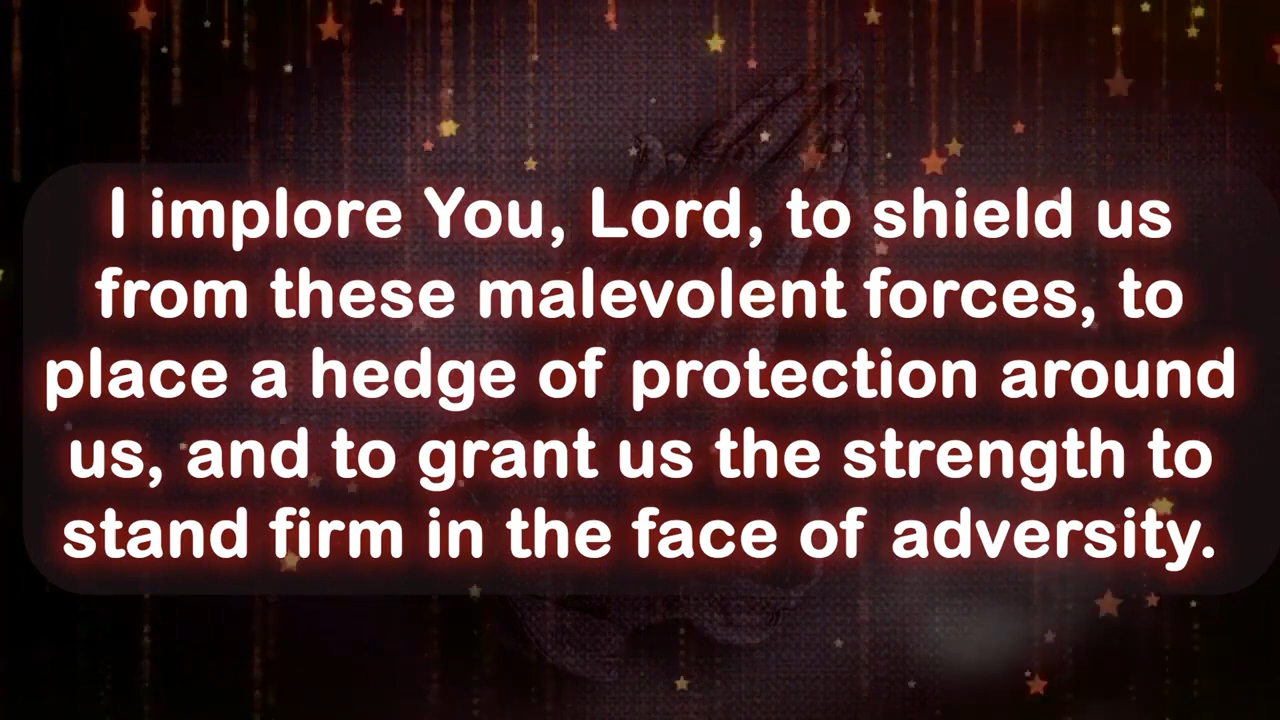 I implore You, Lord, to shield us
from these malevolent forces, to
place a hedge of protection around
us, and to grant us the strength to
stand firm in the face of adversity.